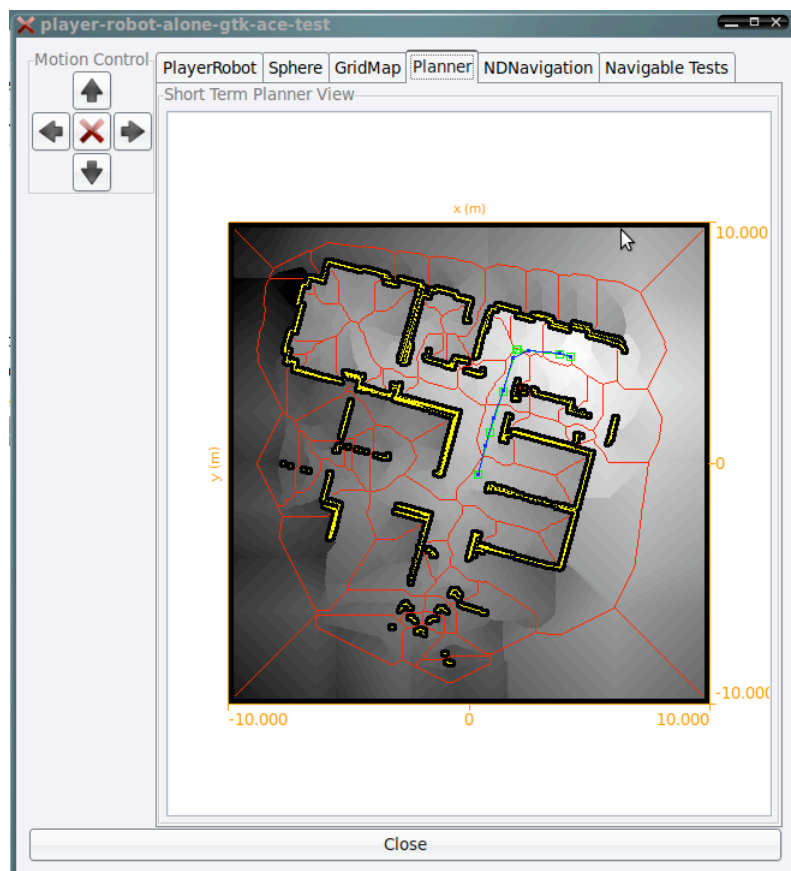 player-robot-alone-gtk-ace-test
Motion Control
PlayerRobot Sphere GridMap Planner NDNavigation Navigable Tests
Short Term Planner View
x (m)
10.000
y (m)
0
-10.000
-10.000 0 10.000
Close